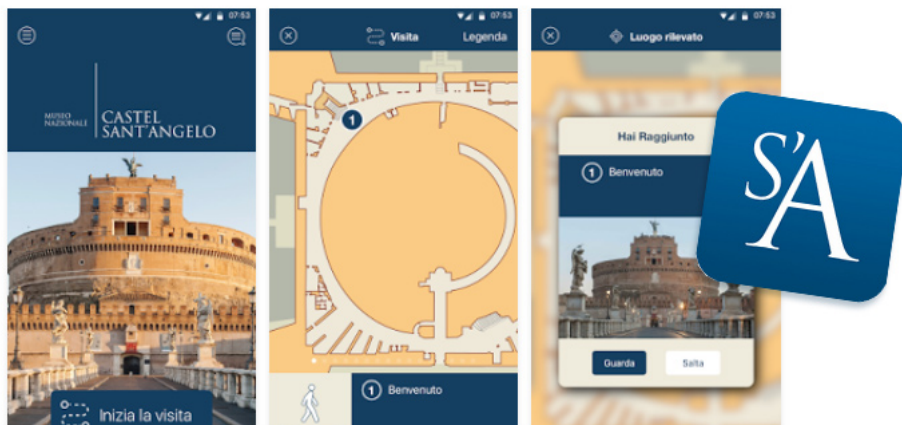 07:53
MUSEO
NAZIONALE
CASTEL
SANT'ANGELO
Inizia la visita
07:53
Visita
Legenda
1
1 Benvenuto
07:53
Luogo rilevato
Hai Raggiunto
1 Benvenuto
Guarda
Salta
S'A